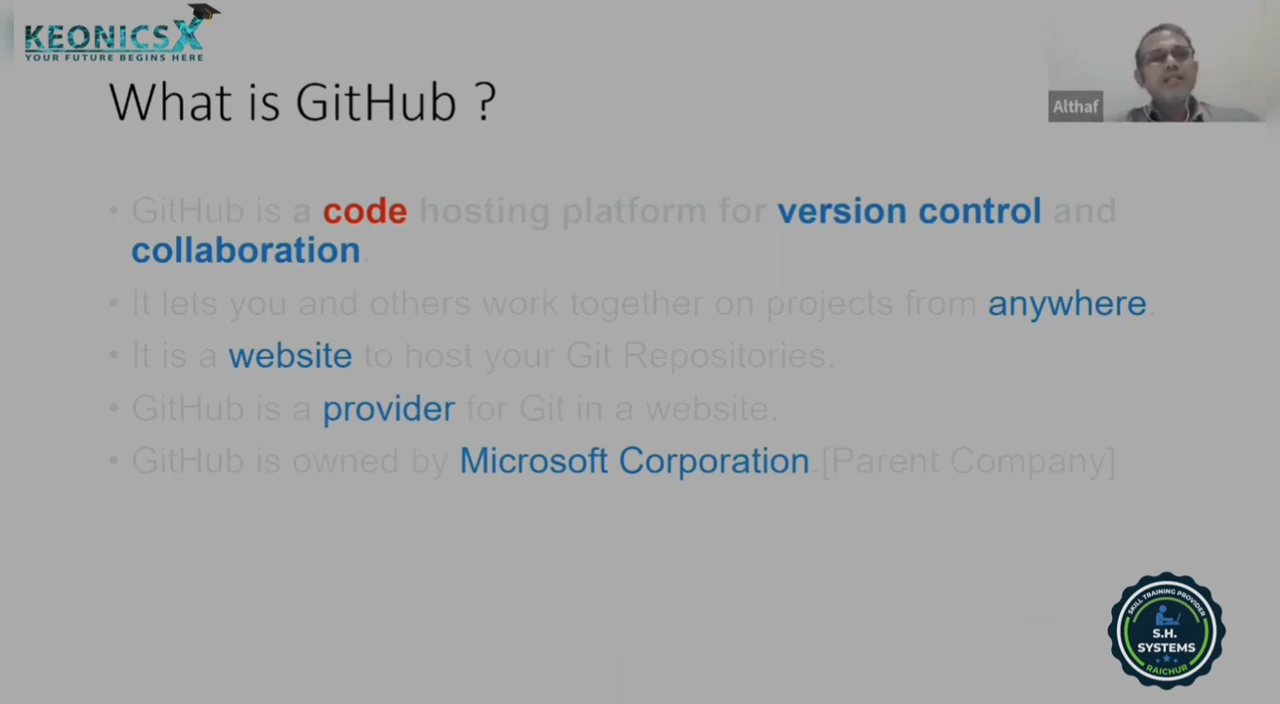 KEONICSX
YOUR FUTURE BEGINS HERE
Althaf
What is GitHub ?
• GitHub is a code hosting platform for version control and
collaboration.
• It lets you and others work together on projects from anywhere.
• It is a website to host your Git Repositories.
• GitHub is a provider for Git in a website.
• GitHub is owned by Microsoft Corporation.[Parent Company]
SKILL TRAINING PROVIDER
S.H.
SYSTEMS
RAICHUR